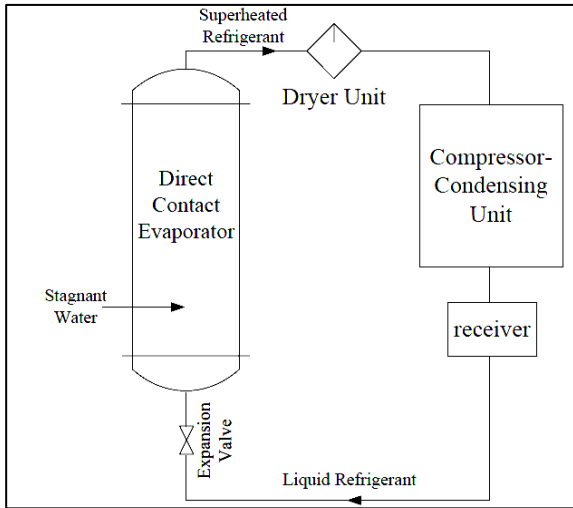 Superheated
Refrigerant
Dryer Unit
Direct
Contact
Evaporator
Compressor-
Condensing
Unit
Stagnant
Water
receiver
Expansion
Valve
Liquid Refrigerant